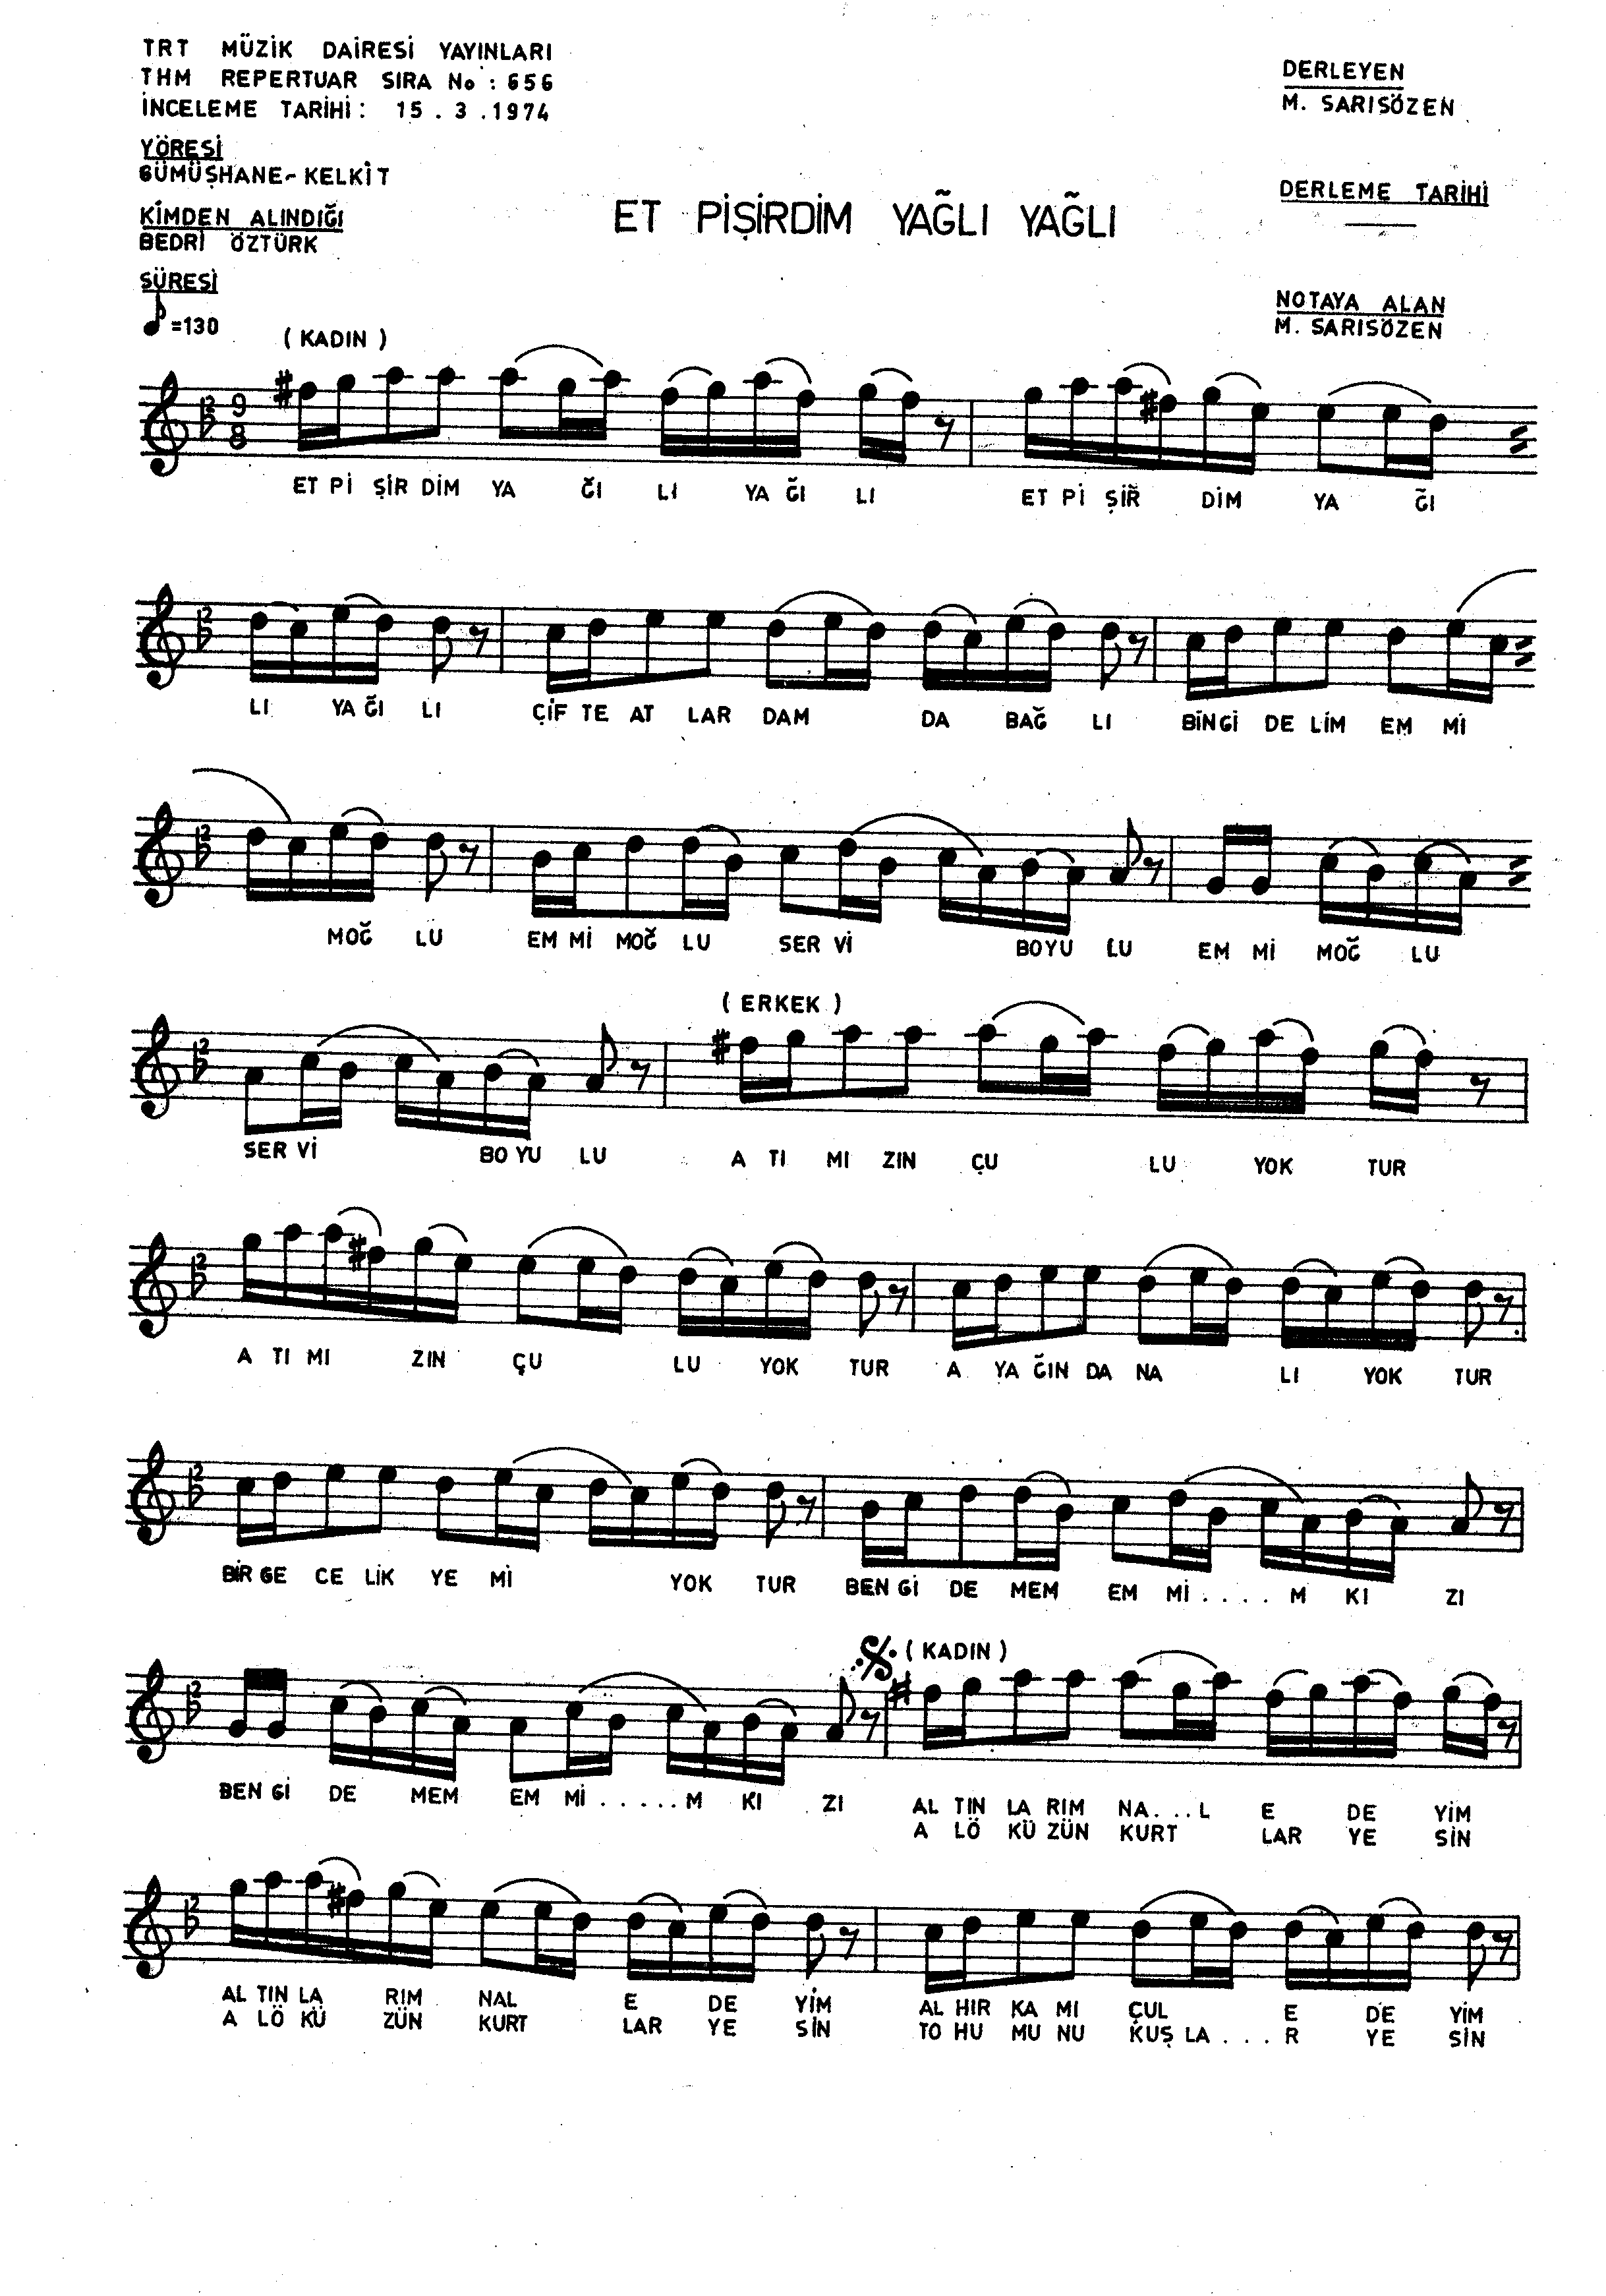 TRT MÜZİK DAİRESİ YAYINLARI
THM REPERTUAR SIRA No : 656
İNCELEME TARİHİ : 15 . 3 . 1974
YÖRESİ
GÜMÜŞHANE - KELKİT
KİMDEN ALINDIĞI
BEDRİ ÖZTÜRK
SÜRESİ
=130
DERLEYEN
M. SARISÖZEN
DERLEME TARİHİ
NOTAYA ALAN
M. SARISÖZEN
ET PİŞİRDİM YAĞLI YAĞLI
( KADIN )
9
8
ET Pİ ŞİR DİM YA ĞI LI YA ĞI LI ET Pİ ŞİR DİM YA ĞI
LI YA ĞI LI ÇİF TE AT LAR DAM DA BAĞ LI BİN Gİ DE LİM EM Mİ
MOĞ LU EM Mİ MOĞ LU SER Vİ BOYU LU EM Mİ MOĞ LU
( ERKEK )
SER Vİ BO YU LU A TI MI ZIN ÇU LU YOK TUR
A TI MI ZIN ÇU LU YOK TUR A YA ĞIN DA NA LI YOK TUR
BİR GE CE LİK YE Mİ YOK TUR BEN Gİ DE MEM EM Mİ . . . . M KI ZI
( KADIN )
BEN Gİ DE MEM EM Mİ . . . . . M KI ZI AL TIN LA RIM NA . . . L E DE YİM
A LÖ KÜ ZÜN KURT LAR YE SİN
AL TIN LA RIM NAL E DE YİM AL HIR KA MI ÇUL E DE YİM
A LÖ KÜ ZÜN KURT LAR YE SİN TO HU MU NU KUŞ LA . . . R YE SİN